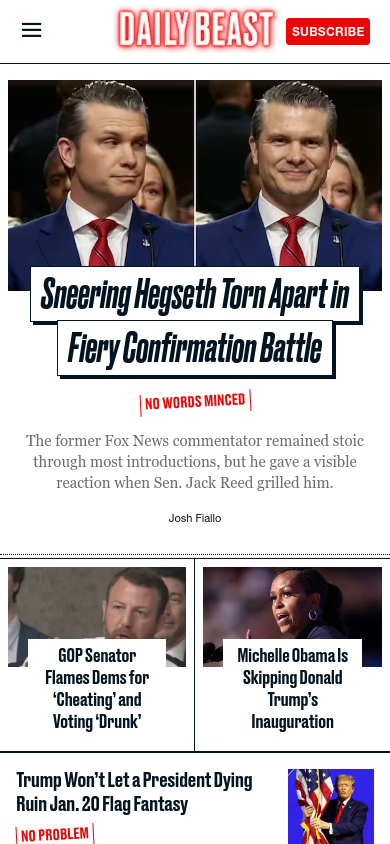 DAILY BEAST
SUBSCRIBE
Sneering Hegseth Torn Apart in
Fiery Confirmation Battle
NO WORDS MINCED
The former Fox News commentator remained stoic
through most introductions, but he gave a visible
reaction when Sen. Jack Reed grilled him.
Josh Fiallo
GOP Senator
Flames Dems for
‘Cheating’ and
Voting ‘Drunk’
Michelle Obama Is
Skipping Donald
Trump’s
Inauguration
Trump Won’t Let a President Dying
Ruin Jan. 20 Flag Fantasy
NO PROBLEM